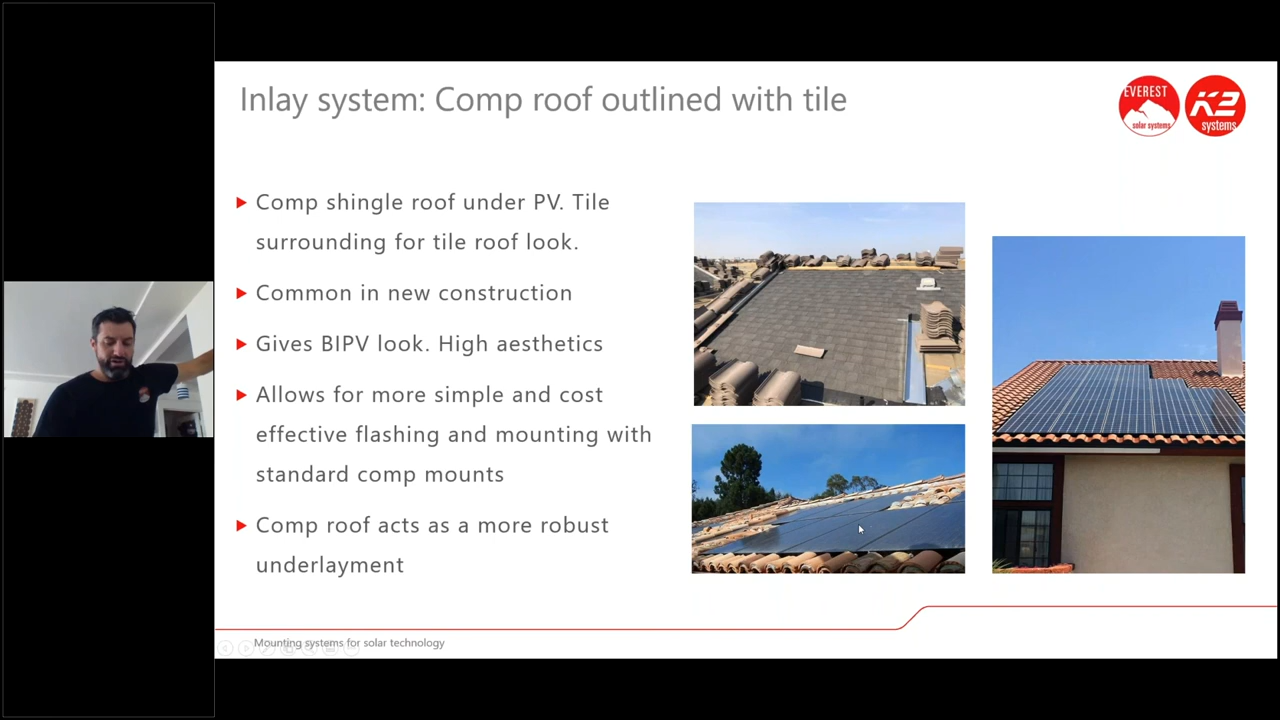 Inlay system: Comp roof outlined with tile
EVEREST
solar systems
K2
systems
Comp shingle roof under PV. Tile
surrounding for tile roof look.
Common in new construction
Gives BIPV look. High aesthetics
Allows for more simple and cost
effective flashing and mounting with
standard comp mounts
Comp roof acts as a more robust
underlayment
Mounting systems for solar technology